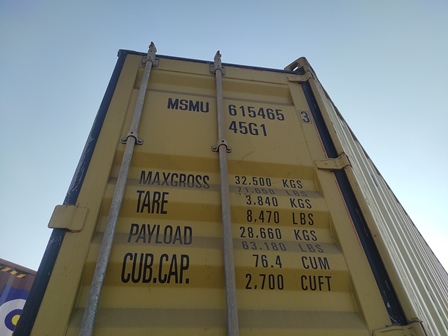 MSMU 615465 3
45G1
MAXGROSS 32.500 KGS
71.650 LBS
TARE 3.840 KGS
8.470 LBS
PAYLOAD 28.660 KGS
63.180 LBS
CUB.CAP. 76.4 CUM
2,700 CUFT